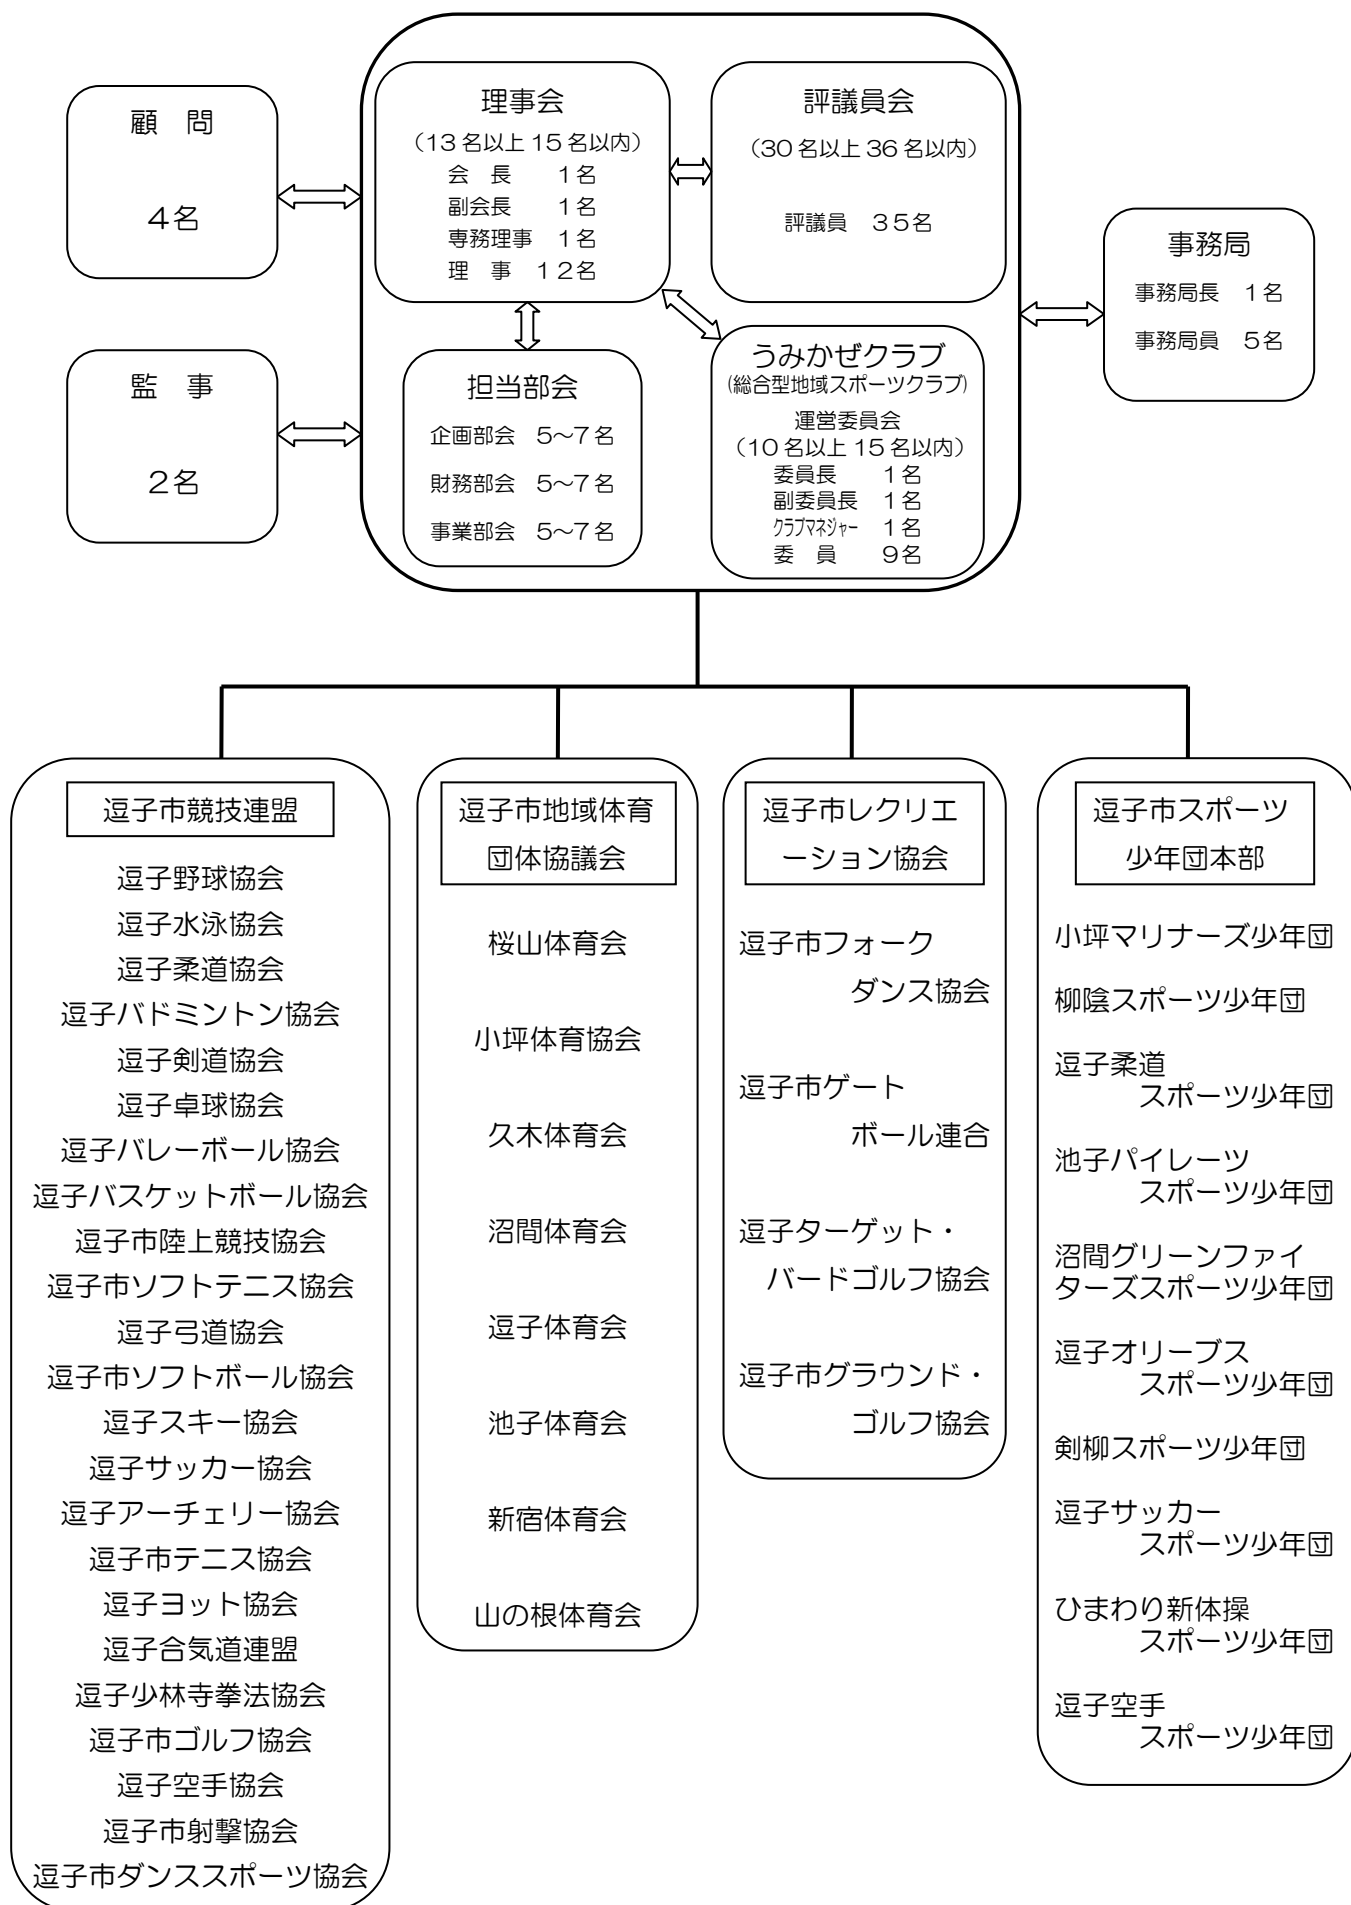 顧　問
４名
監　事
２名
理事会
（13 名以上 15 名以内）
会　長　　１名
副会長　　１名
専務理事　１名
理　事　１２名
評議員会
（30 名以上 36 名以内）
評議員　３５名
担当部会
企画部会　５～７名
財務部会　５～７名
事業部会　５～７名
うみかぜクラブ
(総合型地域スポーツクラブ)
運営委員会
（10 名以上 15 名以内）
委員長　　１名
副委員長　１名
クラブマネジャー　１名
委　員　　９名
事務局
事務局長　１名
事務局員　５名
逗子市競技連盟
逗子野球協会
逗子水泳協会
逗子柔道協会
逗子バドミントン協会
逗子剣道協会
逗子卓球協会
逗子バレーボール協会
逗子バスケットボール協会
逗子市陸上競技協会
逗子市ソフトテニス協会
逗子弓道協会
逗子市ソフトボール協会
逗子スキー協会
逗子サッカー協会
逗子アーチェリー協会
逗子市テニス協会
逗子ヨット協会
逗子合気道連盟
逗子少林寺拳法協会
逗子市ゴルフ協会
逗子空手協会
逗子市射撃協会
逗子市ダンススポーツ協会
逗子市地域体育
団体協議会
桜山体育会
小坪体育協会
久木体育会
沼間体育会
逗子体育会
池子体育会
新宿体育会
山の根体育会
逗子市レクリエ
ーション協会
逗子市フォーク
ダンス協会
逗子市ゲート
ボール連合
逗子ターゲット・
バードゴルフ協会
逗子市グラウンド・
ゴルフ協会
逗子市スポーツ
少年団本部
小坪マリナーズ少年団
柳陰スポーツ少年団
逗子柔道
スポーツ少年団
池子パイレーツ
スポーツ少年団
沼間グリーンファイ
ターズスポーツ少年団
逗子オリーブス
スポーツ少年団
剣柳スポーツ少年団
逗子サッカー
スポーツ少年団
ひまわり新体操
スポーツ少年団
逗子空手
スポーツ少年団